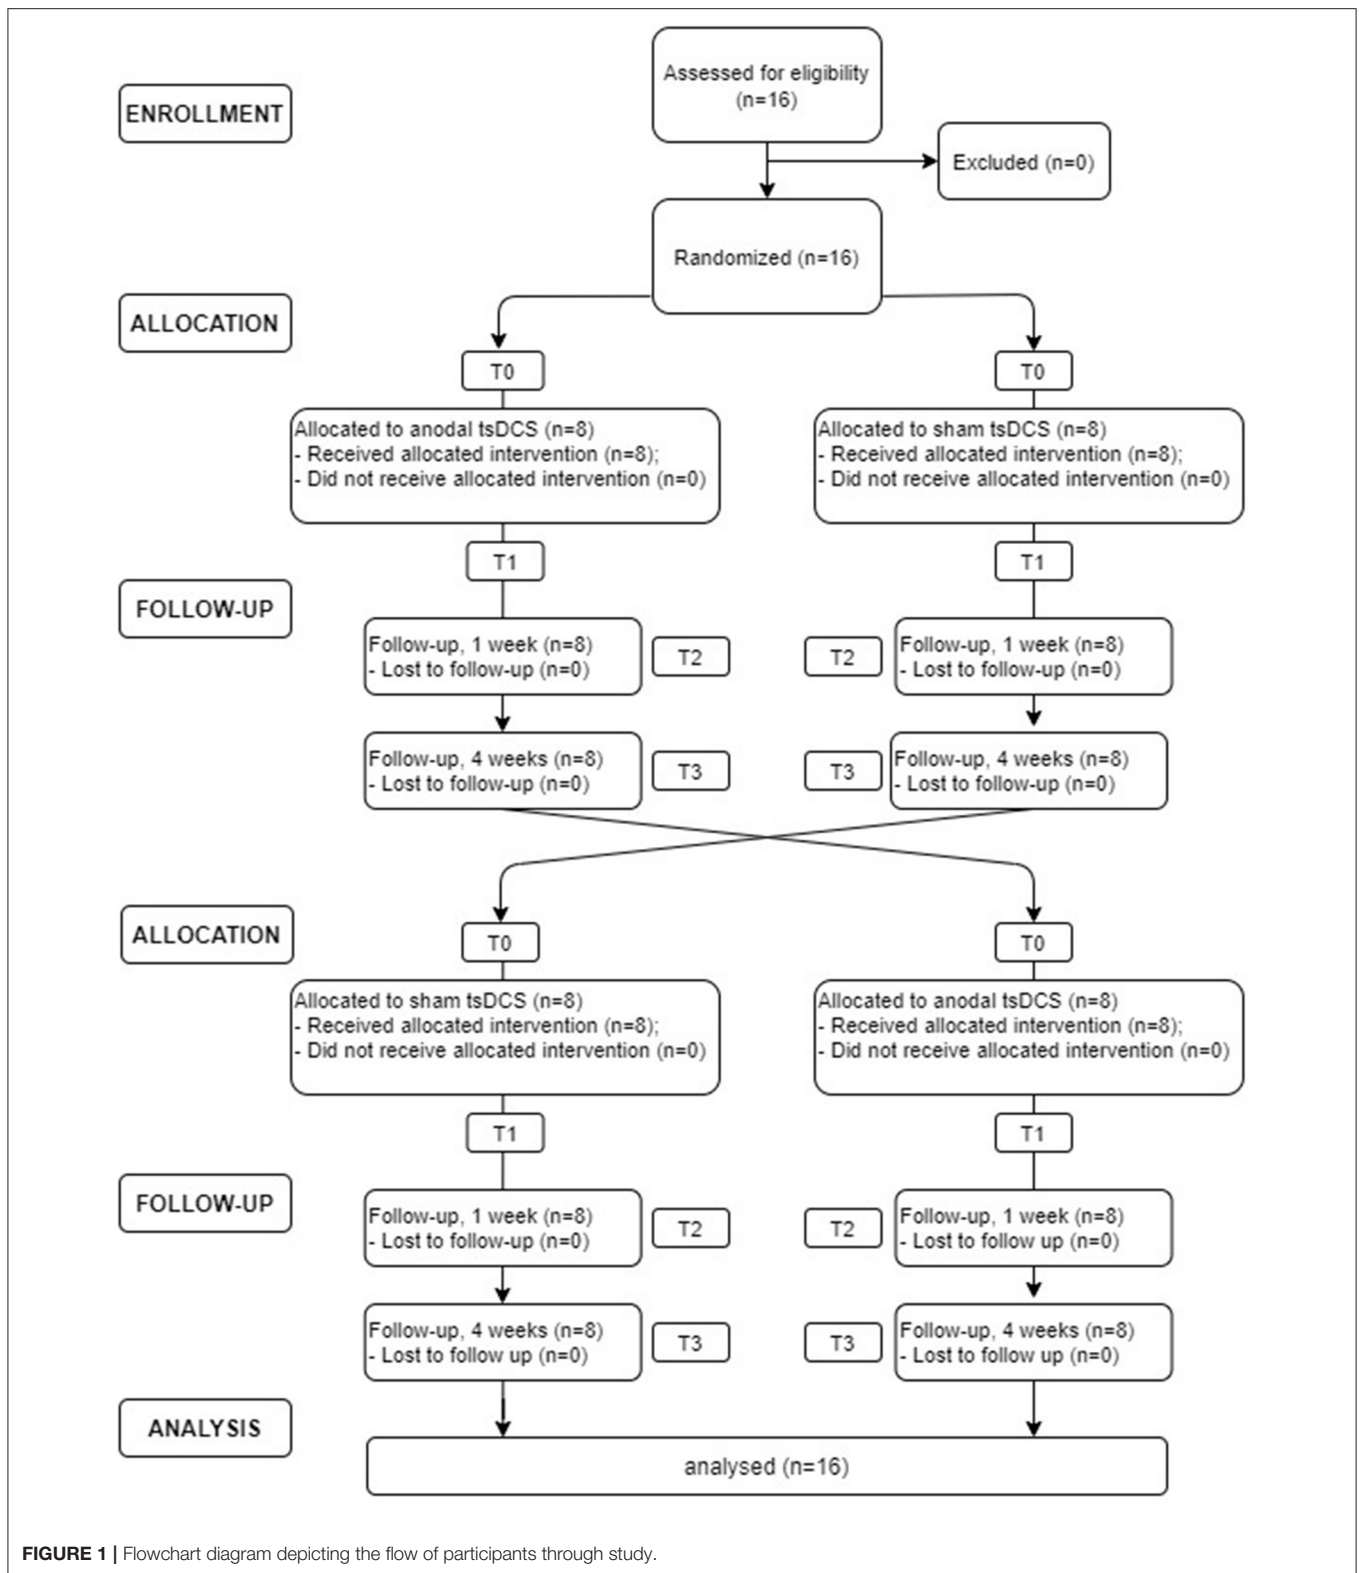 ENROLLMENT
Assessed for eligibility
(n=16)
Excluded (n=0)
Randomized (n=16)
ALLOCATION
T0
T0
Allocated to anodal tsDCS (n=8)
- Received allocated intervention (n=8);
- Did not receive allocated intervention (n=0)
Allocated to sham tsDCS (n=8)
- Received allocated intervention (n=8);
- Did not receive allocated intervention (n=0)
T1
T1
FOLLOW-UP
Follow-up, 1 week (n=8)
- Lost to follow-up (n=0)
T2
T2
Follow-up, 1 week (n=8)
- Lost to follow-up (n=0)
Follow-up, 4 weeks (n=8)
- Lost to follow-up (n=0)
T3
T3
Follow-up, 4 weeks (n=8)
- Lost to follow-up (n=0)
ALLOCATION
T0
T0
Allocated to sham tsDCS (n=8)
- Received allocated intervention (n=8);
- Did not receive allocated intervention (n=0)
Allocated to anodal tsDCS (n=8)
- Received allocated intervention (n=8);
- Did not receive allocated intervention (n=0)
T1
T1
FOLLOW-UP
Follow-up, 1 week (n=8)
- Lost to follow-up (n=0)
T2
T2
Follow-up, 1 week (n=8)
- Lost to follow up (n=0)
Follow-up, 4 weeks (n=8)
- Lost to follow up (n=0)
T3
T3
Follow-up, 4 weeks (n=8)
- Lost to follow up (n=0)
ANALYSIS
analysed (n=16)
FIGURE 1 | Flowchart diagram depicting the flow of participants through study.